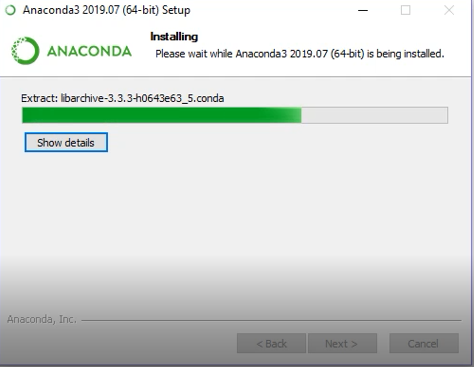 Anaconda3 2019.07 (64-bit) Setup
Installing
Please wait while Anaconda3 2019.07 (64-bit) is being installed.
ANACONDA
Extract: libarchive-3.3.3-h0643e63_5.conda
Show details
Anaconda, Inc.
< Back
Next >
Cancel